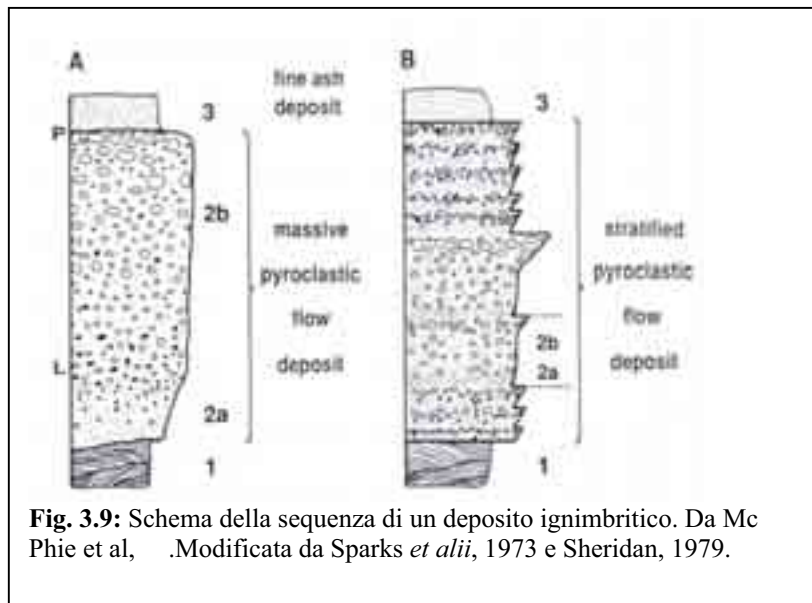 A
fine ash
deposit
B
3
3
P
2b
massive
pyroclastic
flow
deposit
stratified
pyroclastic
flow
deposit
2b
2a
L
2a
1
1
Fig. 3.9: Schema della sequenza di un deposito ignimbritico. Da Mc
Phie et al, .Modificata da Sparks et alii, 1973 e Sheridan, 1979.